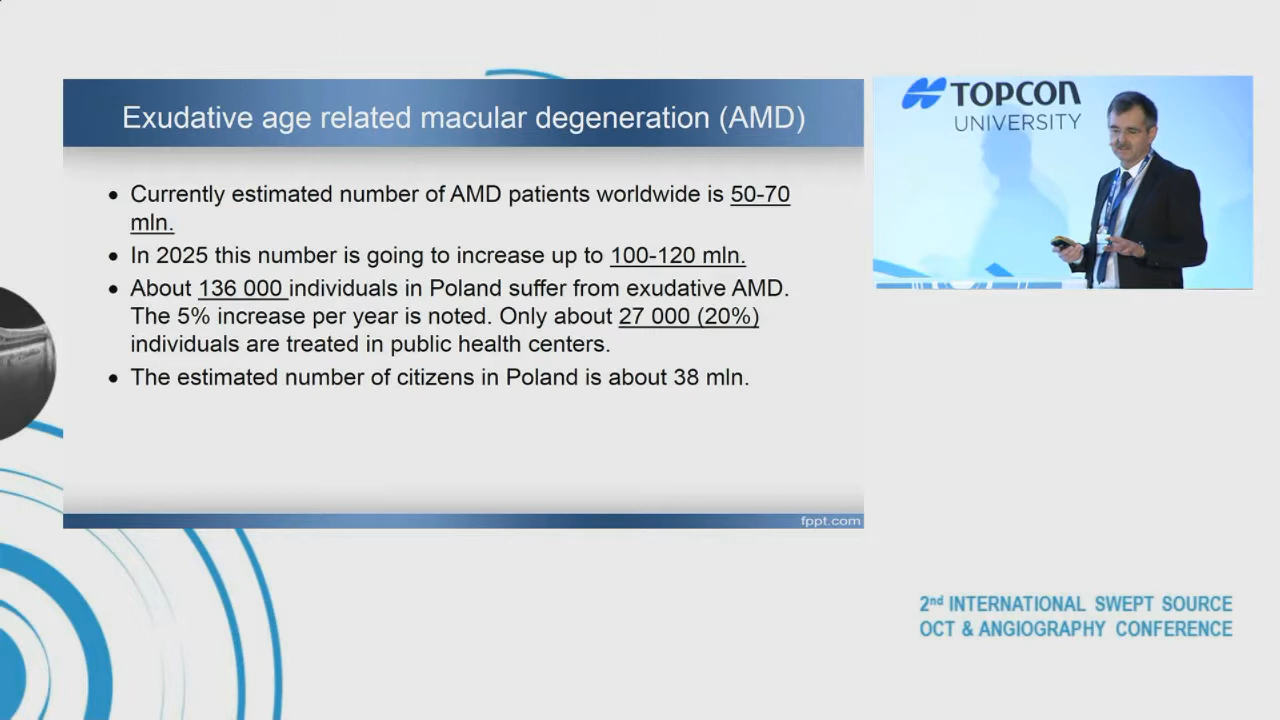 Exudative age related macular degeneration (AMD)
• Currently estimated number of AMD patients worldwide is 50-70
mln.
• In 2025 this number is going to increase up to 100-120 mln.
• About 136 000 individuals in Poland suffer from exudative AMD.
The 5% increase per year is noted. Only about 27 000 (20%)
individuals are treated in public health centers.
• The estimated number of citizens in Poland is about 38 mln.
fppt.com
TOPCON
UNIVERSITY
2nd INTERNATIONAL SWEPT SOURCE
OCT & ANGIOGRAPHY CONFERENCE